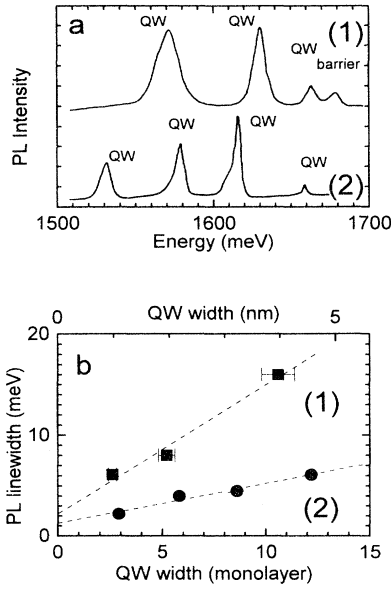 a
QW
QW
QW
(1)
barrier
PL Intensity
QW
QW
QW
QW
(2)
1500
1600
1700
Energy (meV)
0
QW width (nm)
5
20
b
(1)
PL linewidth (meV)
10
(2)
0
0
5
10
15
QW width (monolayer)